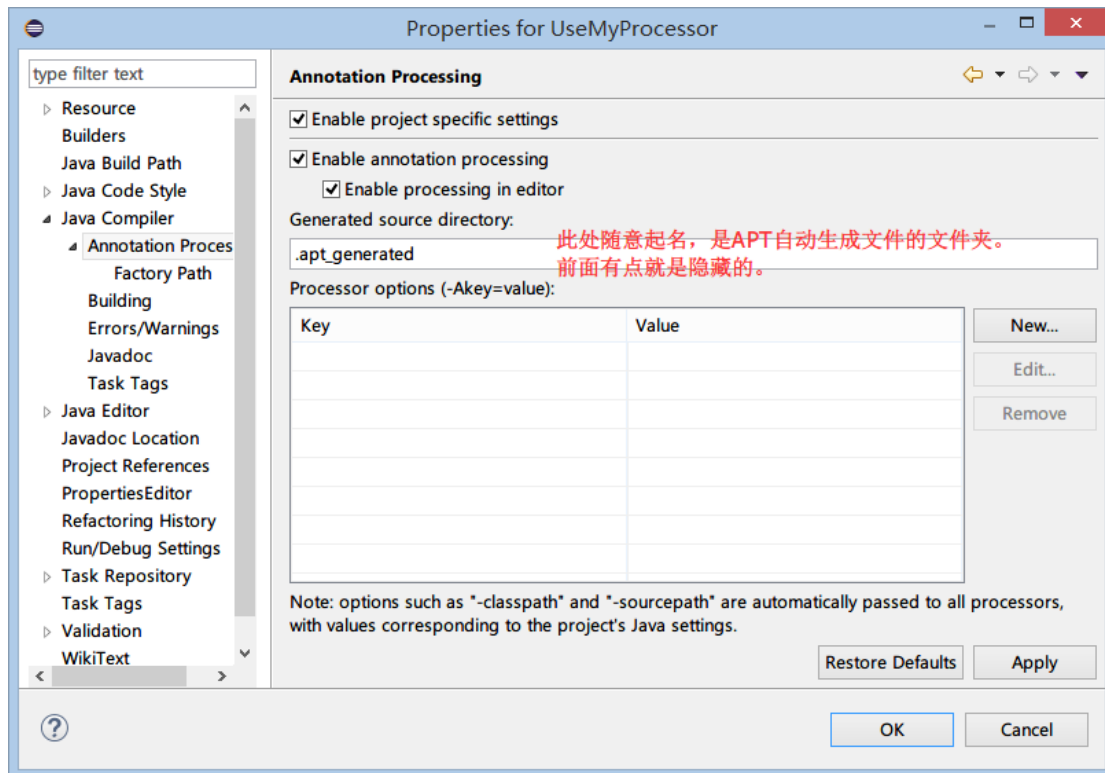 Properties for UseMyProcessor
type filter text
Resource
Builders
Java Build Path
Java Code Style
Java Compiler
Annotation Proces
Factory Path
Building
Errors/Warnings
Javadoc
Task Tags
Java Editor
Javadoc Location
Project References
PropertiesEditor
Refactoring History
Run/Debug Settings
Task Repository
Task Tags
Validation
WikiText
Annotation Processing
Enable project specific settings
Enable annotation processing
Enable processing in editor
Generated source directory:
.apt_generated
此处随意起名，是APT自动生成文件的文件夹。
前面有点就是隐藏的。
Processor options (-Akey=value):
Key Value
New...
Edit...
Remove
Note: options such as "-classpath" and "-sourcepath" are automatically passed to all processors,
with values corresponding to the project's Java settings.
Restore Defaults Apply
OK Cancel